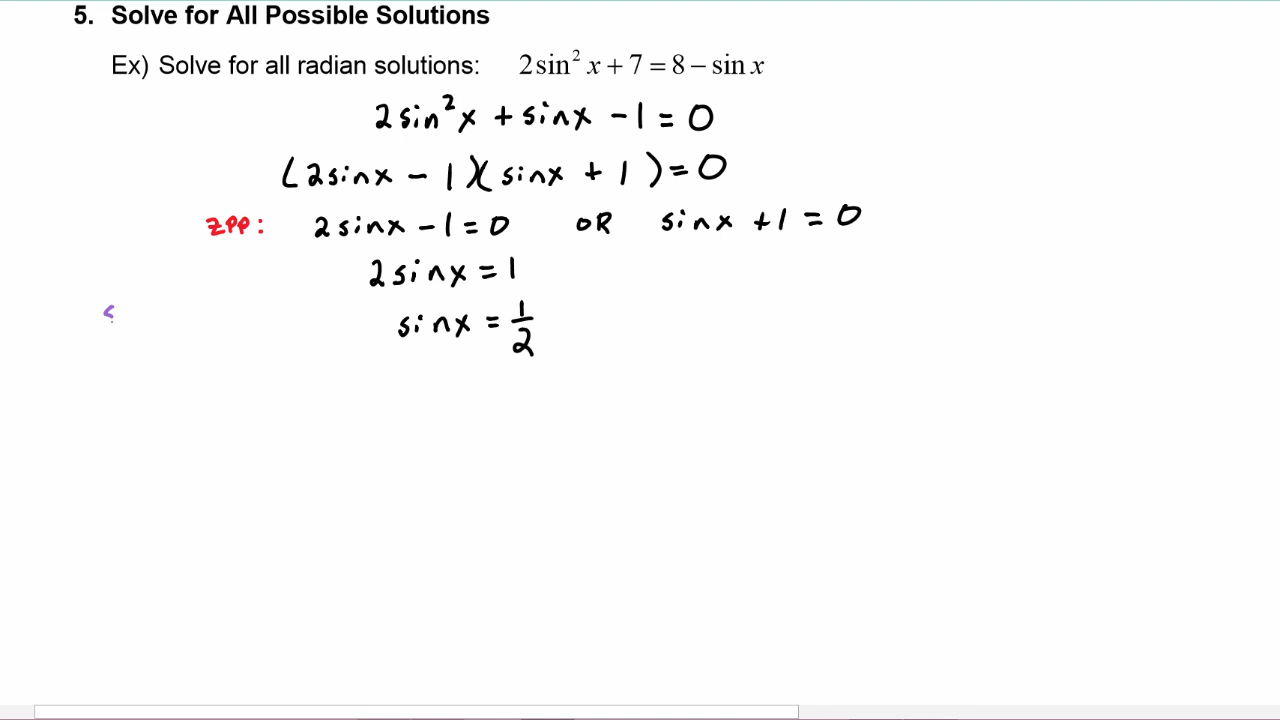 5. Solve for All Possible Solutions
Ex) Solve for all radian solutions: 2sin² x + 7 = 8 − sin x
2sin²x + sinx − 1 = 0
(2sinx − 1)(sinx + 1) = 0
ZPP: 2sinx − 1 = 0 OR sinx + 1 = 0
2sinx = 1
sinx = 1/2